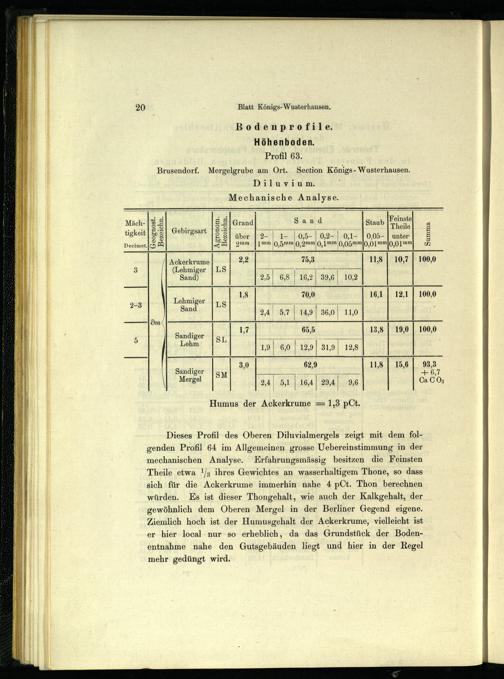 20
Blatt Königs-Wusterhausen.
Bodenprofile.
Höhenboden.
Profil 63.
Brusendorf. Mergelgrube am Ort. Section Königs-Wusterhausen.
Diluvium.
Mechanische Analyse.
Mächtigkeit Decimet. | Geognost. Bezeichn. | Gebirgsart | Agronom. Bezeichn. | Grand über 2mm | Sand 2–1mm | 1–0,5mm | 0,5–0,2mm | 0,2–0,1mm | 0,1–0,05mm | Staub 0,05–0,01mm | Feinste Theile unter 0,01mm | Summa
3 | ∂m | Ackerkrume (Lehmiger Sand) | LS | 2,2 | 75,3 | 11,8 | 10,7 | 100,0
2,5 6,8 16,2 39,6 10,2
2–3 | Lehmiger Sand | LS | 1,8 | 70,0 | 16,1 | 12,1 | 100,0
2,4 5,7 14,9 36,0 11,0
5 | Sandiger Lehm | SL | 1,7 | 65,5 | 13,8 | 19,0 | 100,0
1,9 6,0 12,9 31,9 12,8
Sandiger Mergel | SM | 3,0 | 62,9 | 11,8 | 15,6 | 93,3 + 6,7 CaCO3
2,4 5,1 16,4 29,4 9,6
Humus der Ackerkrume = 1,3 pCt.
Dieses Profil des Oberen Diluvialmergels zeigt mit dem fol-
genden Profil 64 im Allgemeinen grosse Uebereinstimmung in der
mechanischen Analyse. Erfahrungsmässig besitzen die Feinsten
Theile etwa 1/3 ihres Gewichtes an wasserhaltigem Thone, so dass
sich für die Ackerkrume immerhin nahe 4 pCt. Thon berechnen
würden. Es ist dieser Thongehalt, wie auch der Kalkgehalt, der
gewöhnlich dem Oberen Mergel in der Berliner Gegend eigene.
Ziemlich hoch ist der Humusgehalt der Ackerkrume, vielleicht ist
er hier local nur so erheblich, da das Grundstück der Boden-
entnahme nahe den Gutsgebäuden liegt und hier in der Regel
mehr gedüngt wird.